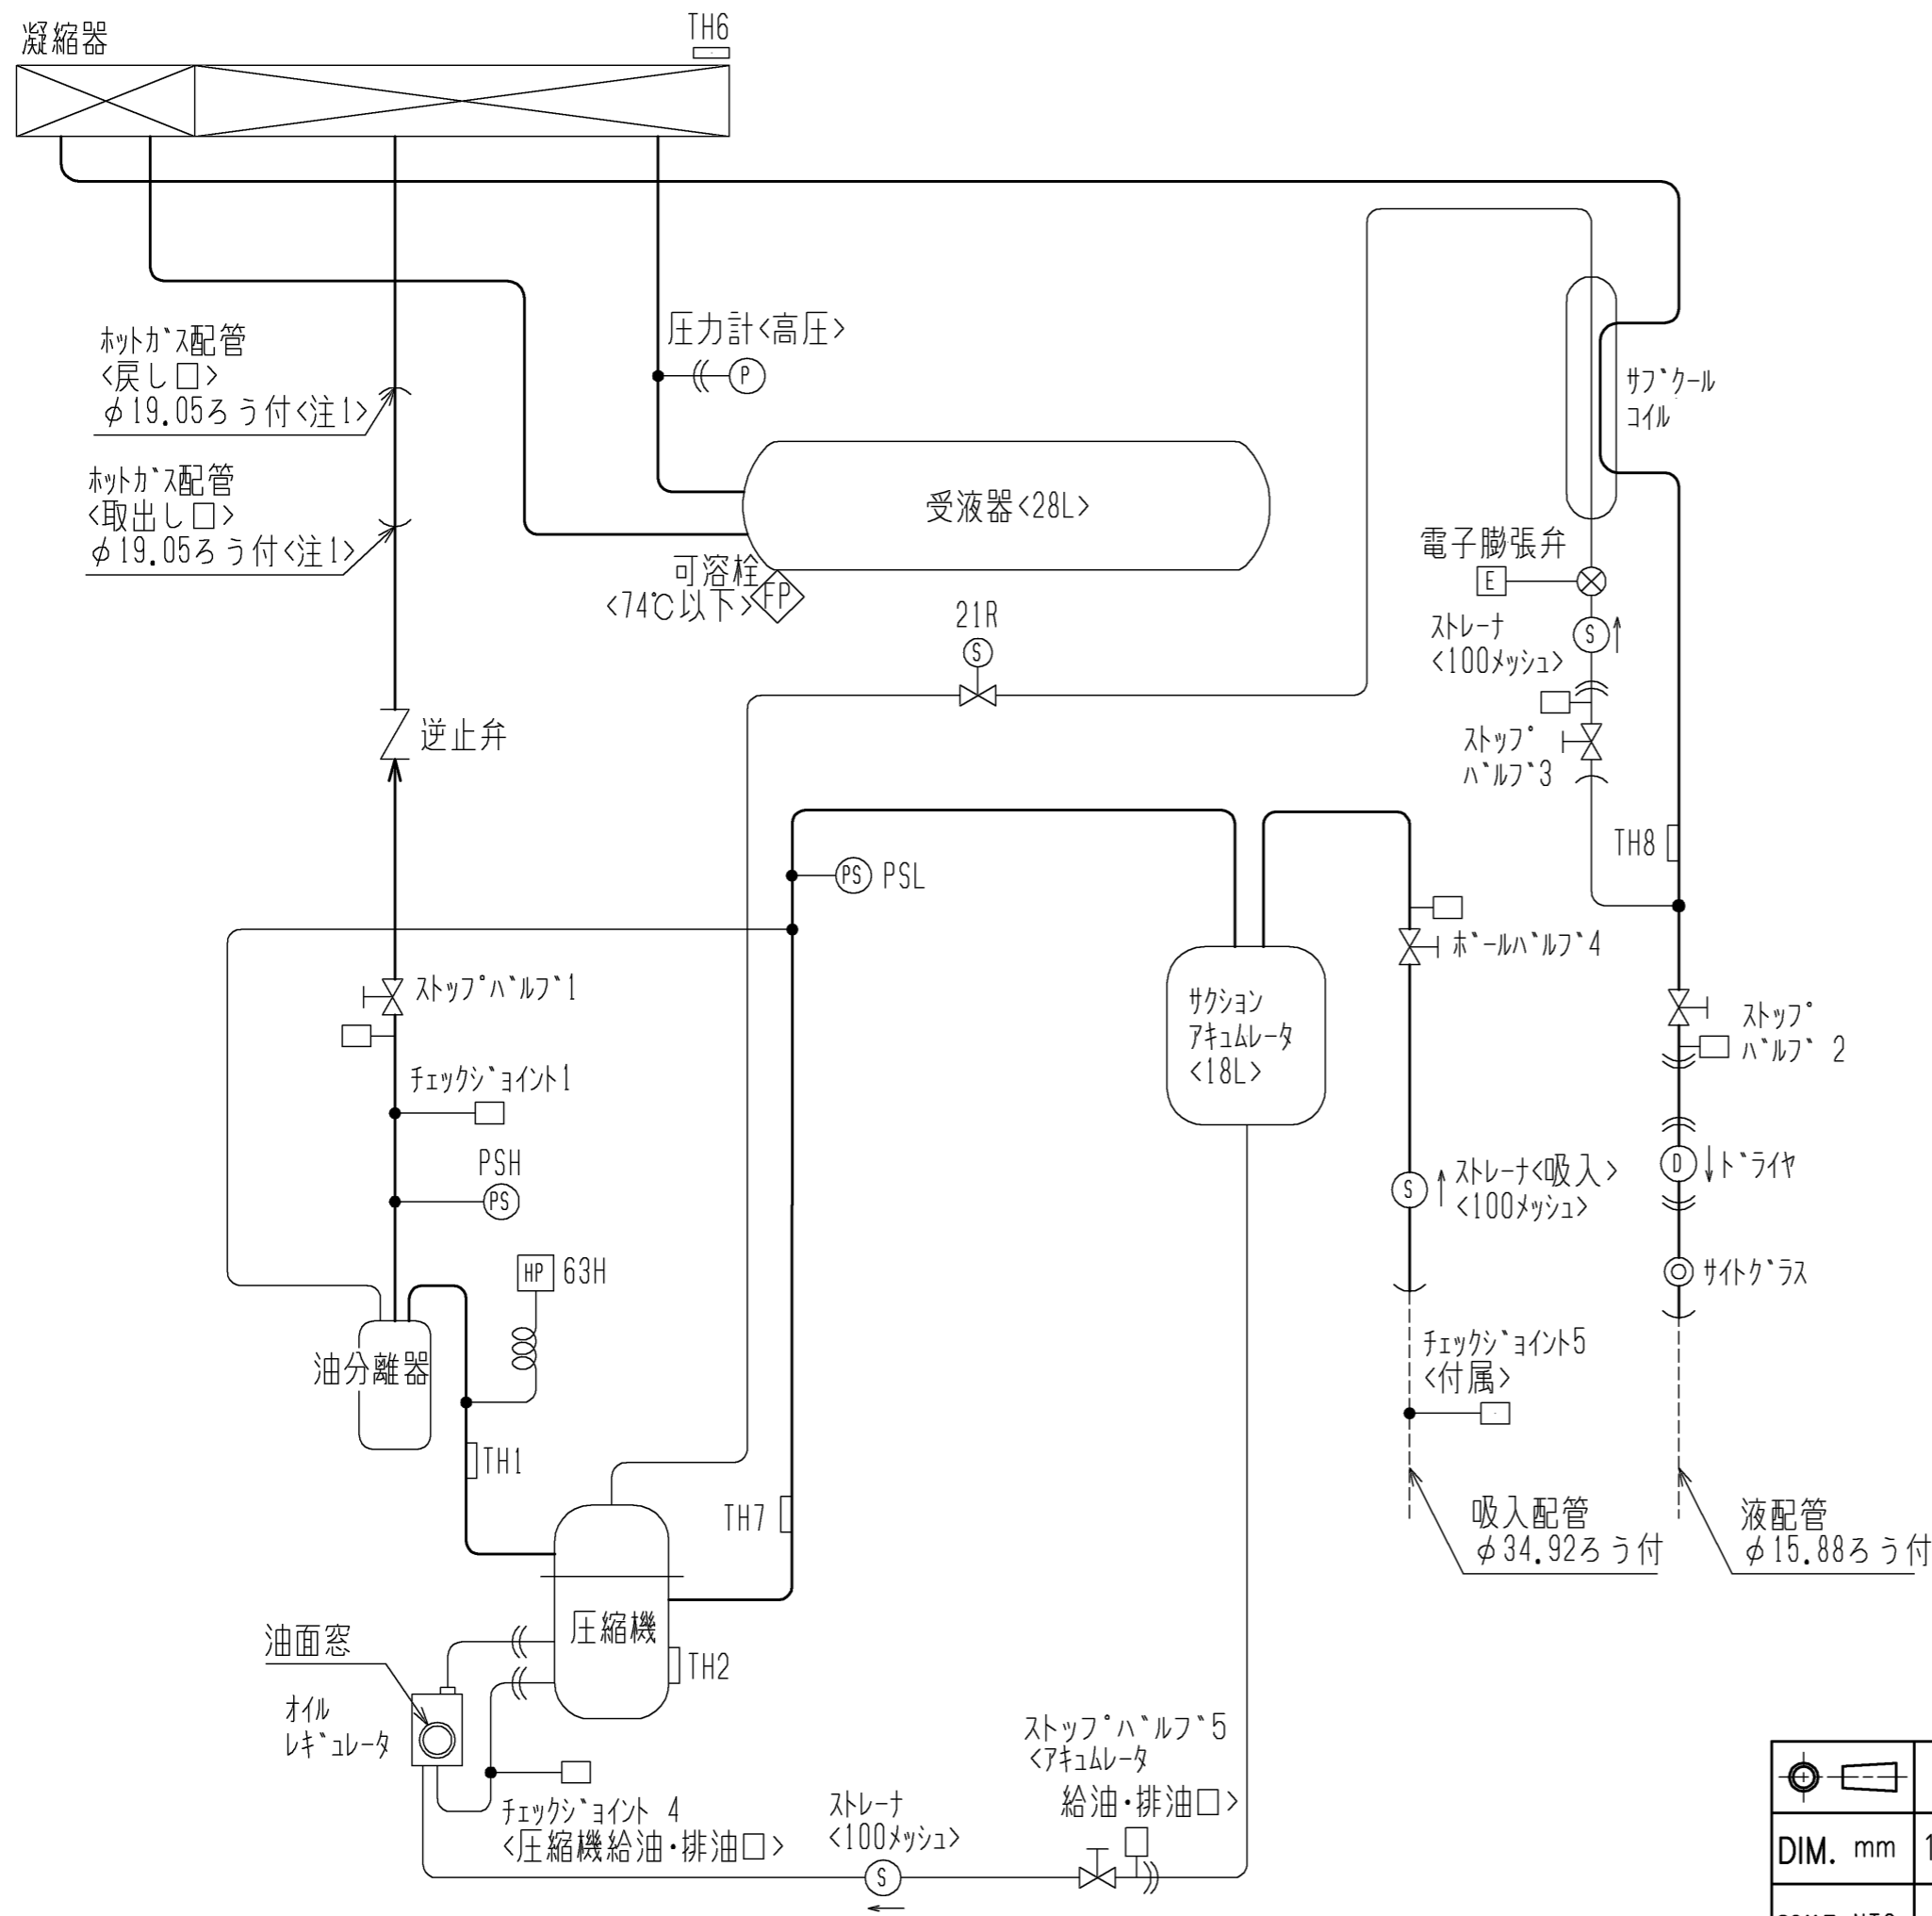 凝縮器
TH6
ホットガス配管
<戻し口>
φ19.05ろう付<注1>
圧力計<高圧>
P
サブクール
コイル
ホットガス配管
<取出し口>
φ19.05ろう付<注1>
受液器<28L>
可溶栓
<74℃以下>
FP
電子膨張弁
E
21R
S
ストレーナ
<100メッシュ>
S
逆止弁
ストップ
バルブ3
TH8
PS PSL
ボールバルブ4
ストップバルブ1
サクション
アキュムレータ
<18L>
ストップ
バルブ 2
チェックジョイント1
PSH
PS
ストレーナ<吸入>
<100メッシュ>
S
D
ドライヤ
HP 63H
サイトグラス
油分離器
チェックジョイント5
<付属>
TH1
TH7
吸入配管
φ34.92ろう付
液配管
φ15.88ろう付
圧縮機
油面窓
TH2
オイル
レギュレータ
ストップバルブ5
<アキュムレータ
給油・排油口>
チェックジョイント 4
<圧縮機給油・排油口>
ストレーナ
<100メッシュ>
S
DIM. mm